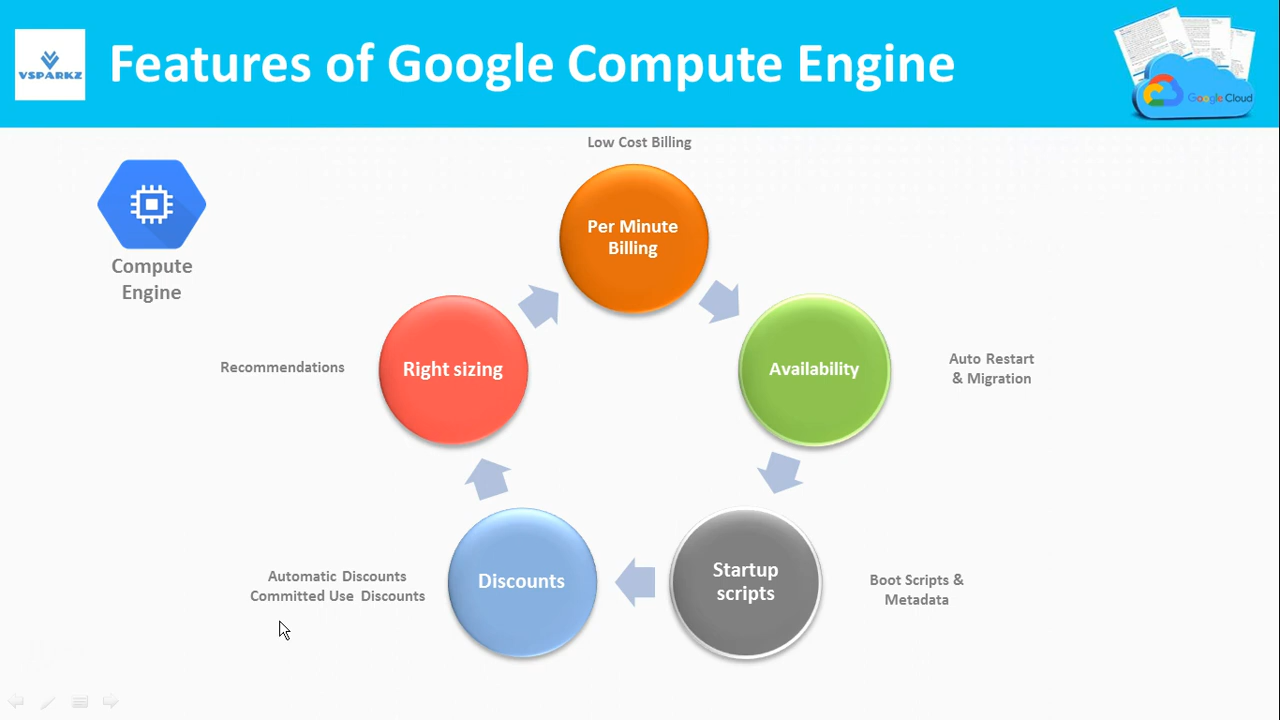 VSPARKZ
Features of Google Compute Engine
Google Cloud
Low Cost Billing
Per Minute
Billing
Compute
Engine
Recommendations
Right sizing
Availability
Auto Restart
& Migration
Automatic Discounts
Committed Use Discounts
Discounts
Startup
scripts
Boot Scripts &
Metadata